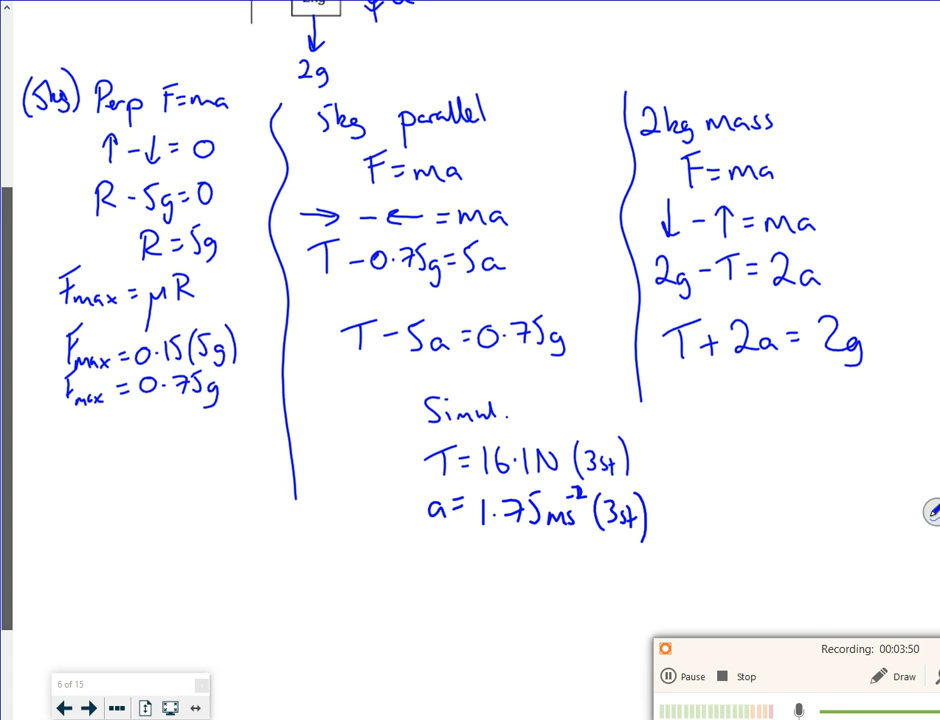 2g
(5kg) Perp F=ma
↑-↓=0
R-5g=0
R=5g
Fmax=μR
Fmax=0.15(5g)
Fmax=0.75g
5kg parallel
F=ma
→-←=ma
T-0.75g=5a
T-5a=0.75g
2kg mass
F=ma
↓-↑=ma
2g-T=2a
T+2a=2g
Simul.
T=16.1N (3sf)
a=1.75ms⁻² (3sf)
Recording: 00:03:50
Pause Stop Draw
6 of 15